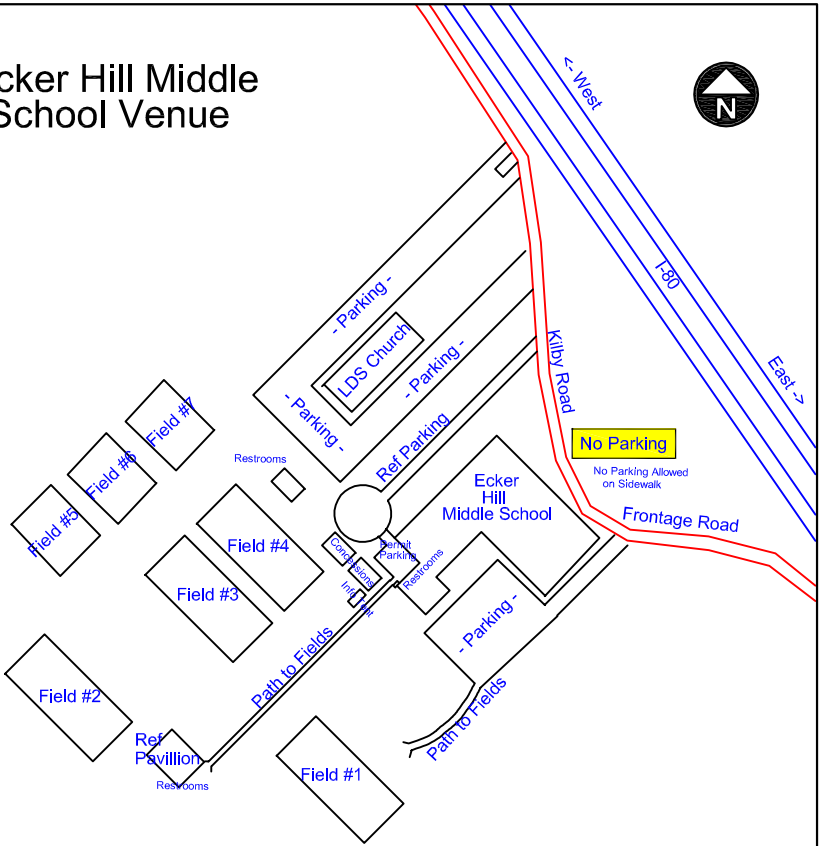 cker Hill Middle
School Venue
N
<- West
I-80
East ->
- Parking -
LDS Church
- Parking -
- Parking -
Kilby Road
Ref Parking
No Parking
No Parking Allowed
on Sidewalk
Frontage Road
Field #7
Field #6
Field #5
Restrooms
Ecker
Hill
Middle School
Field #4
Concessions
Permit
Parking
Restrooms
Info Tent
Field #3
- Parking -
Path to Fields
Field #2
Ref
Pavillion
Restrooms
Path to Fields
Field #1